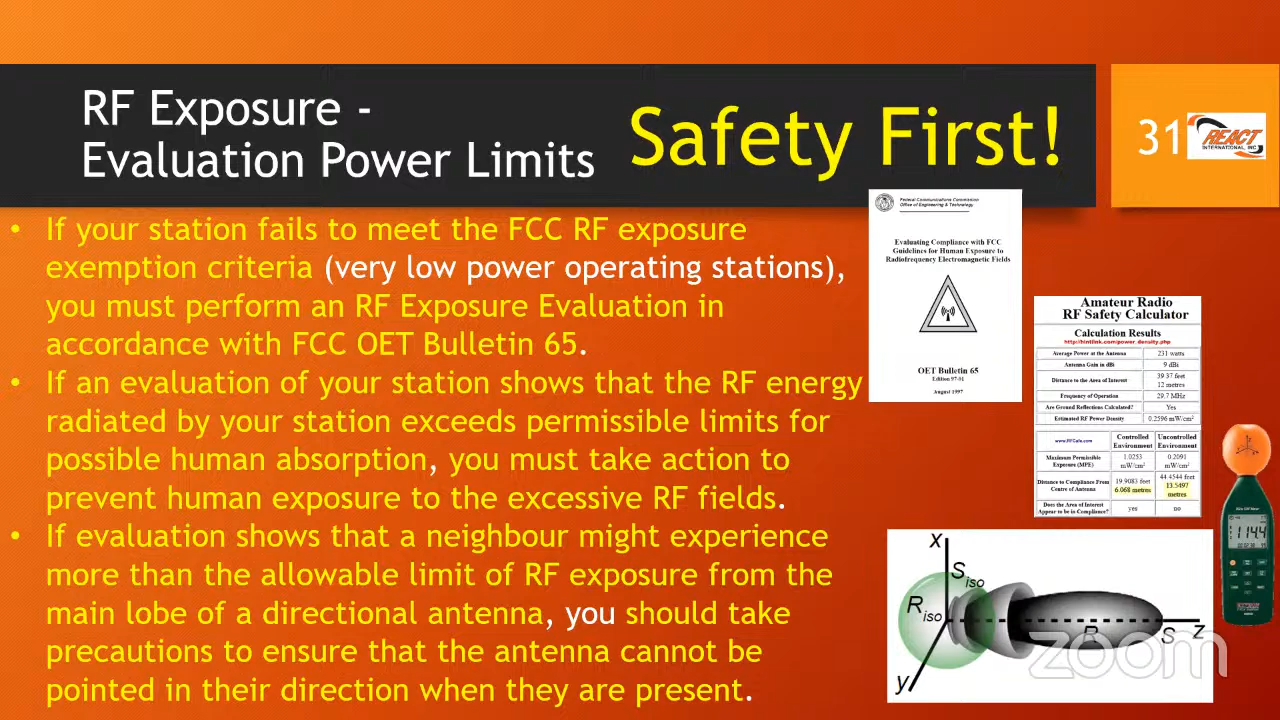 RF Exposure -
Evaluation Power Limits
Safety First!
31
REACT
INTERNATIONAL, INC.
• If your station fails to meet the FCC RF exposure
exemption criteria (very low power operating stations),
you must perform an RF Exposure Evaluation in
accordance with FCC OET Bulletin 65.
• If an evaluation of your station shows that the RF energy
radiated by your station exceeds permissible limits for
possible human absorption, you must take action to
prevent human exposure to the excessive RF fields.
• If evaluation shows that a neighbour might experience
more than the allowable limit of RF exposure from the
main lobe of a directional antenna, you should take
precautions to ensure that the antenna cannot be
pointed in their direction when they are present.
Federal Communications Commission
Office of Engineering & Technology
Evaluating Compliance with FCC
Guidelines for Human Exposure to
Radiofrequency Electromagnetic Fields
OET Bulletin 65
Edition 97-01
August 1997
Amateur Radio
RF Safety Calculator
Calculation Results
http://hintlink.com/power_density.php
Average Power at the Antenna 231 watts
Antenna Gain in dBi 9 dBi
Distance to the Area of Interest 39.37 feet
12 metres
Frequency of Operation 29.7 MHz
Are Ground Reflections Calculated? Yes
Estimated RF Power Density 0.2596 mW/cm²
www.RFCalc.com Controlled Environment Uncontrolled Environment
Maximum Permissible Exposure (MPE) 1.0253 mW/cm² 0.2091 mW/cm²
Distance to Compliance From Centre of Antenna 19.9083 feet 6.068 metres 44.4544 feet 13.5497 metres
Does the Area of Interest Appear to be in Compliance? yes no
114.4
x
Siso
Riso
R
S
z
y
zoom